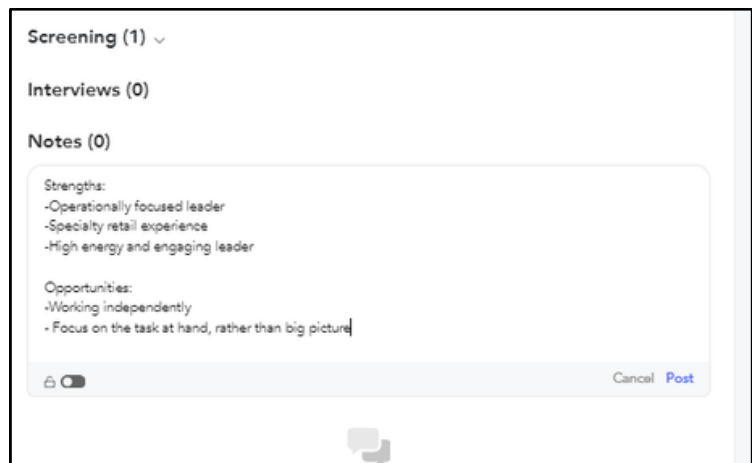 Screening (1)
Interviews (0)
Notes (0)
Strengths:
-Operationally focused leader
-Specialty retail experience
-High energy and engaging leader
Opportunities:
-Working independently
- Focus on the task at hand, rather than big picture
Cancel Post